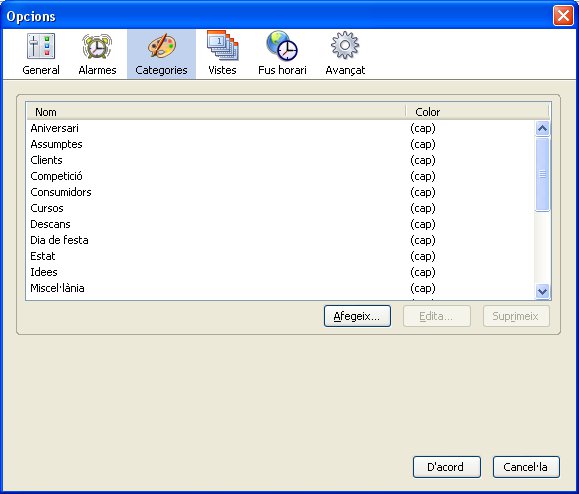 Opcions
General Alarmes Categories Vistes Fus horari Avançat
Nom Color
Aniversari (cap)
Assumptes (cap)
Clients (cap)
Competició (cap)
Consumidors (cap)
Cursos (cap)
Descans (cap)
Dia de festa (cap)
Estat (cap)
Idees (cap)
Miscel·lània (cap)
Afegeix... Edita... Suprimeix
D'acord Cancel·la